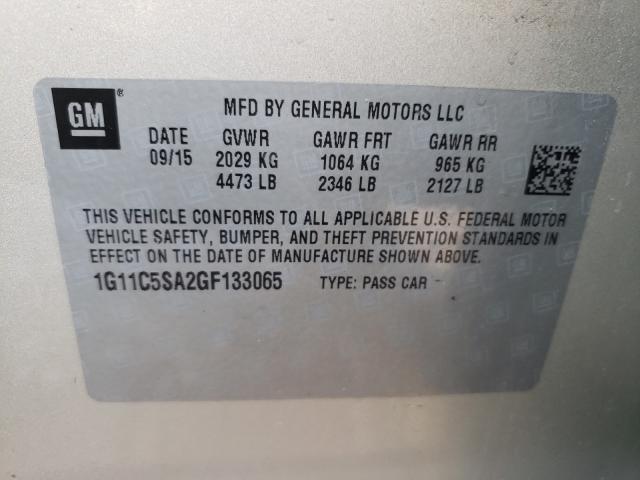 GM®
MFD BY GENERAL MOTORS LLC
DATE GVWR GAWR FRT GAWR RR
09/15 2029 KG 1064 KG 965 KG
4473 LB 2346 LB 2127 LB
THIS VEHICLE CONFORMS TO ALL APPLICABLE U.S. FEDERAL MOTOR
VEHICLE SAFETY, BUMPER, AND THEFT PREVENTION STANDARDS IN
EFFECT ON THE DATE OF MANUFACTURE SHOWN ABOVE.
1G11C5SA2GF133065 TYPE: PASS CAR